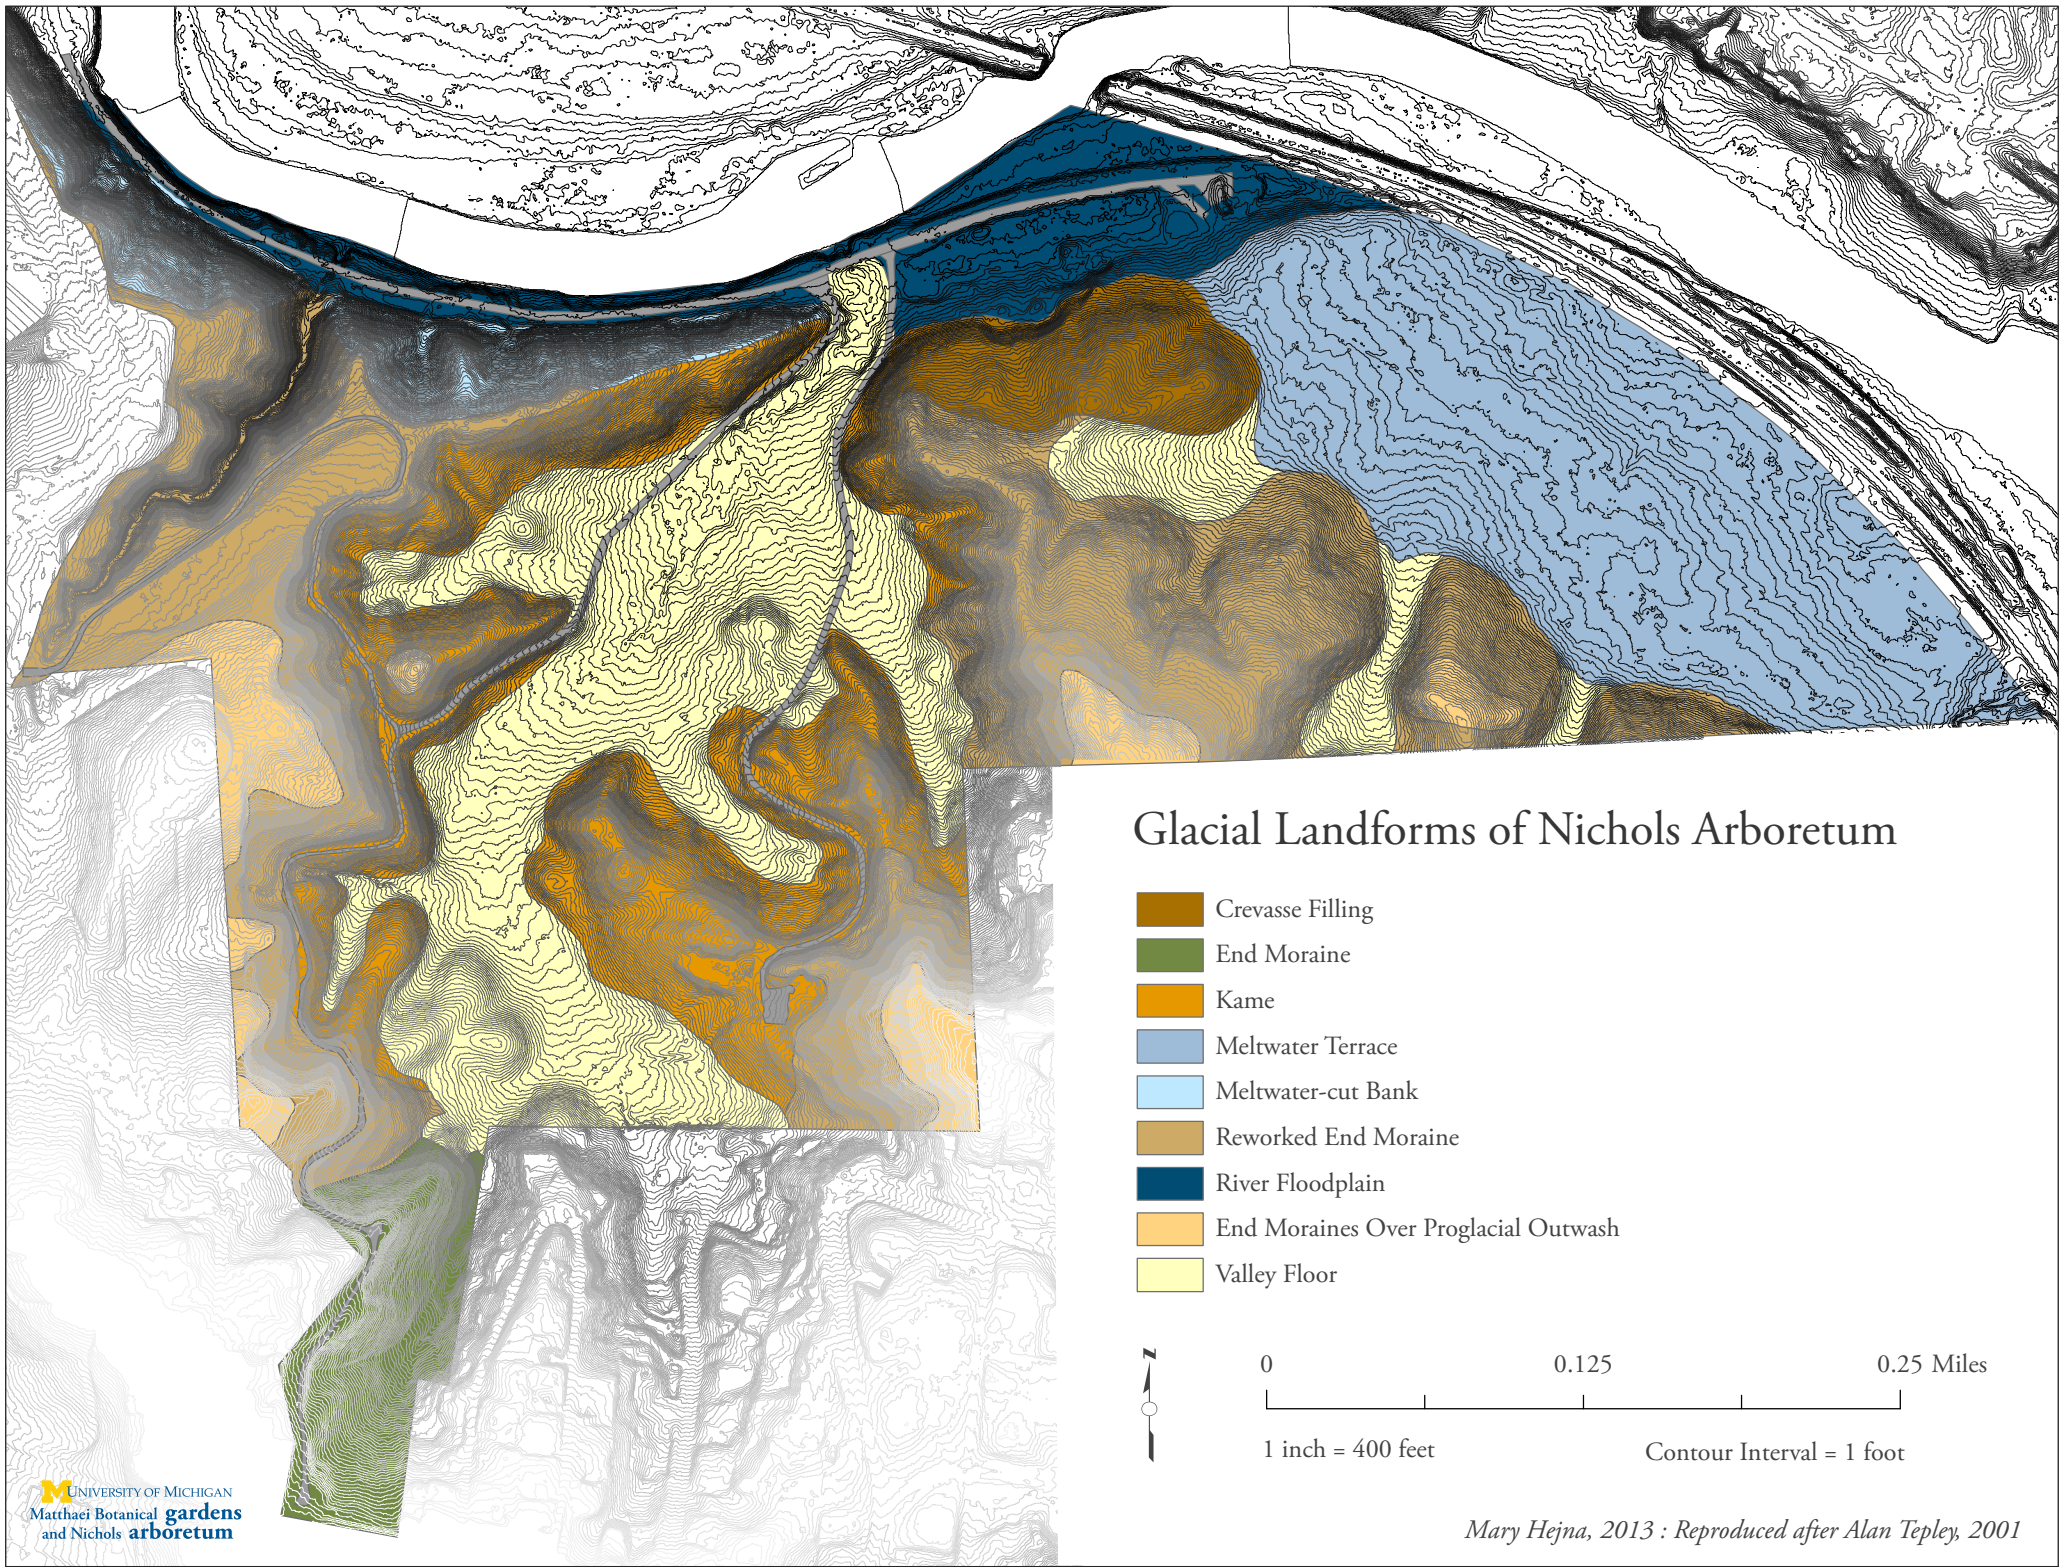 Glacial Landforms of Nichols Arboretum
Crevasse Filling
End Moraine
Kame
Meltwater Terrace
Meltwater-cut Bank
Reworked End Moraine
River Floodplain
End Moraines Over Proglacial Outwash
Valley Floor
N
0 0.125 0.25 Miles
1 inch = 400 feet Contour Interval = 1 foot
M UNIVERSITY OF MICHIGAN
Matthaei Botanical gardens
and Nichols arboretum
Mary Hejna, 2013 : Reproduced after Alan Tepley, 2001